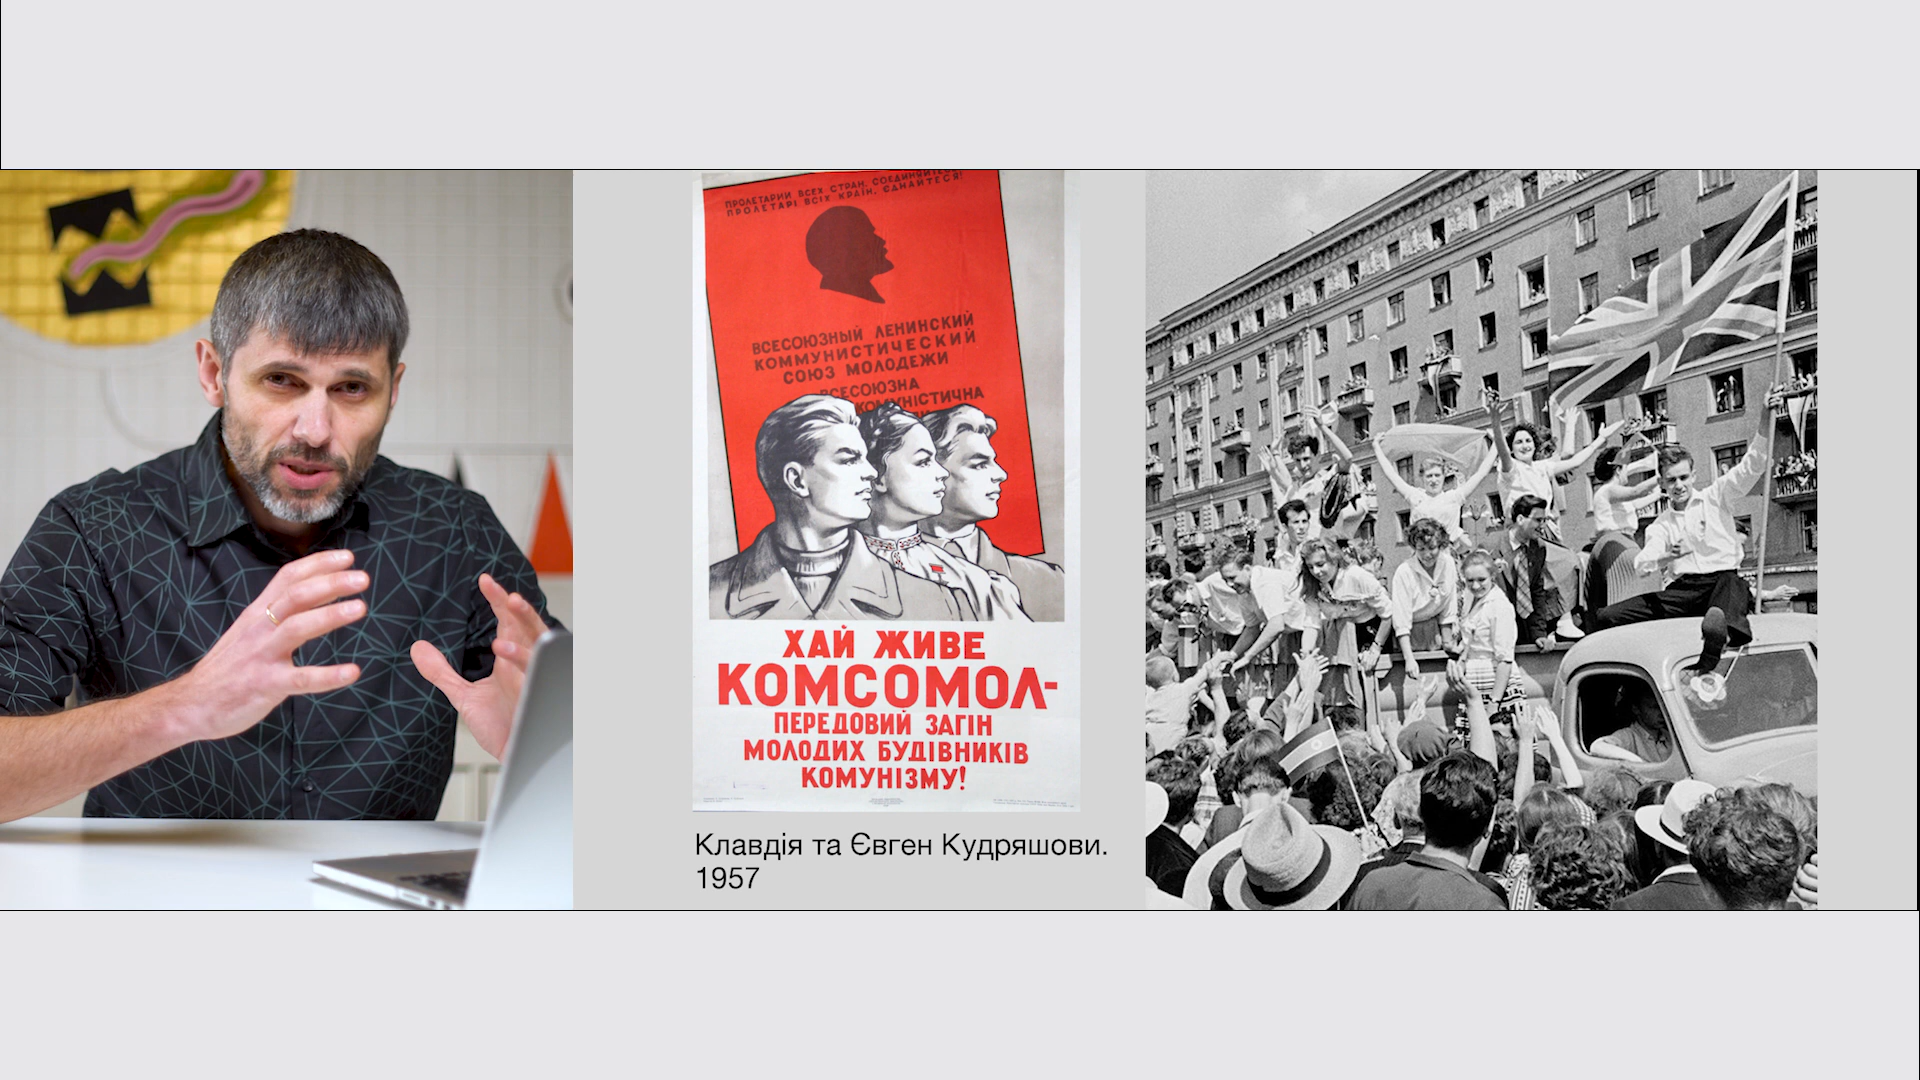 ПРОЛЕТАРИИ ВСЕХ СТРАН, СОЕДИНЯЙТЕСЬ!
ПРОЛЕТАРІ ВСІХ КРАЇН, ЄДНАЙТЕСЯ!
ВСЕСОЮЗНЫЙ ЛЕНИНСКИЙ
КОММУНИСТИЧЕСКИЙ
СОЮЗ МОЛОДЕЖИ
ВСЕСОЮЗНА
КОМУНІСТИЧНА
ХАЙ ЖИВЕ
КОМСОМОЛ-
ПЕРЕДОВИЙ ЗАГІН
МОЛОДИХ БУДІВНИКІВ
КОМУНІЗМУ!
Клавдія та Євген Кудряшови.
1957